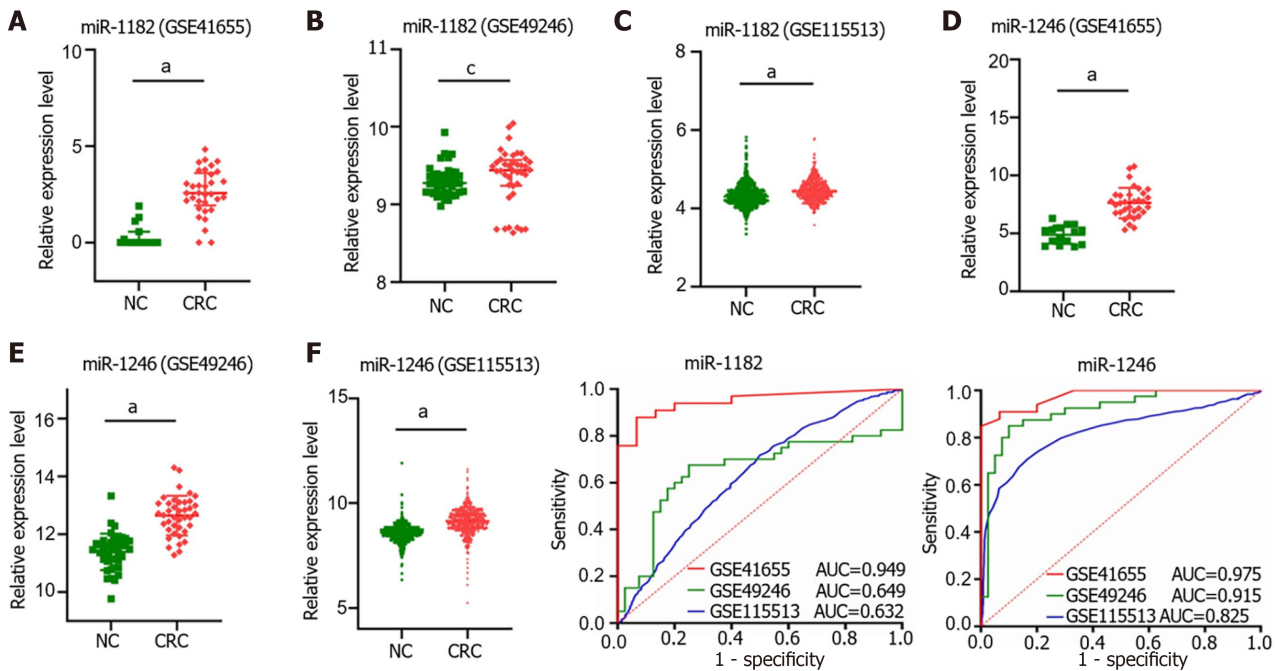 A
miR-1182 (GSE41655)
Relative expression level
10
5
0
a
NC
CRC
B
miR-1182 (GSE49246)
Relative expression level
11
10
9
8
c
NC
CRC
C
miR-1182 (GSE115513)
Relative expression level
8
6
4
2
a
NC
CRC
D
miR-1246 (GSE41655)
Relative expression level
20
15
10
5
0
a
NC
CRC
E
miR-1246 (GSE49246)
Relative expression level
16
14
12
10
a
NC
CRC
F
miR-1246 (GSE115513)
Relative expression level
15
10
5
a
NC
CRC
miR-1182
Sensitivity
1.0
0.8
0.6
0.4
0.2
0.0
GSE41655 AUC=0.949
GSE49246 AUC=0.649
GSE115513 AUC=0.632
0.0 0.2 0.4 0.6 0.8 1.0
1 - specificity
miR-1246
Sensitivity
1.0
0.8
0.6
0.4
0.2
0.0
GSE41655 AUC=0.975
GSE49246 AUC=0.915
GSE115513 AUC=0.825
0.0 0.2 0.4 0.6 0.8 1.0
1 - specificity